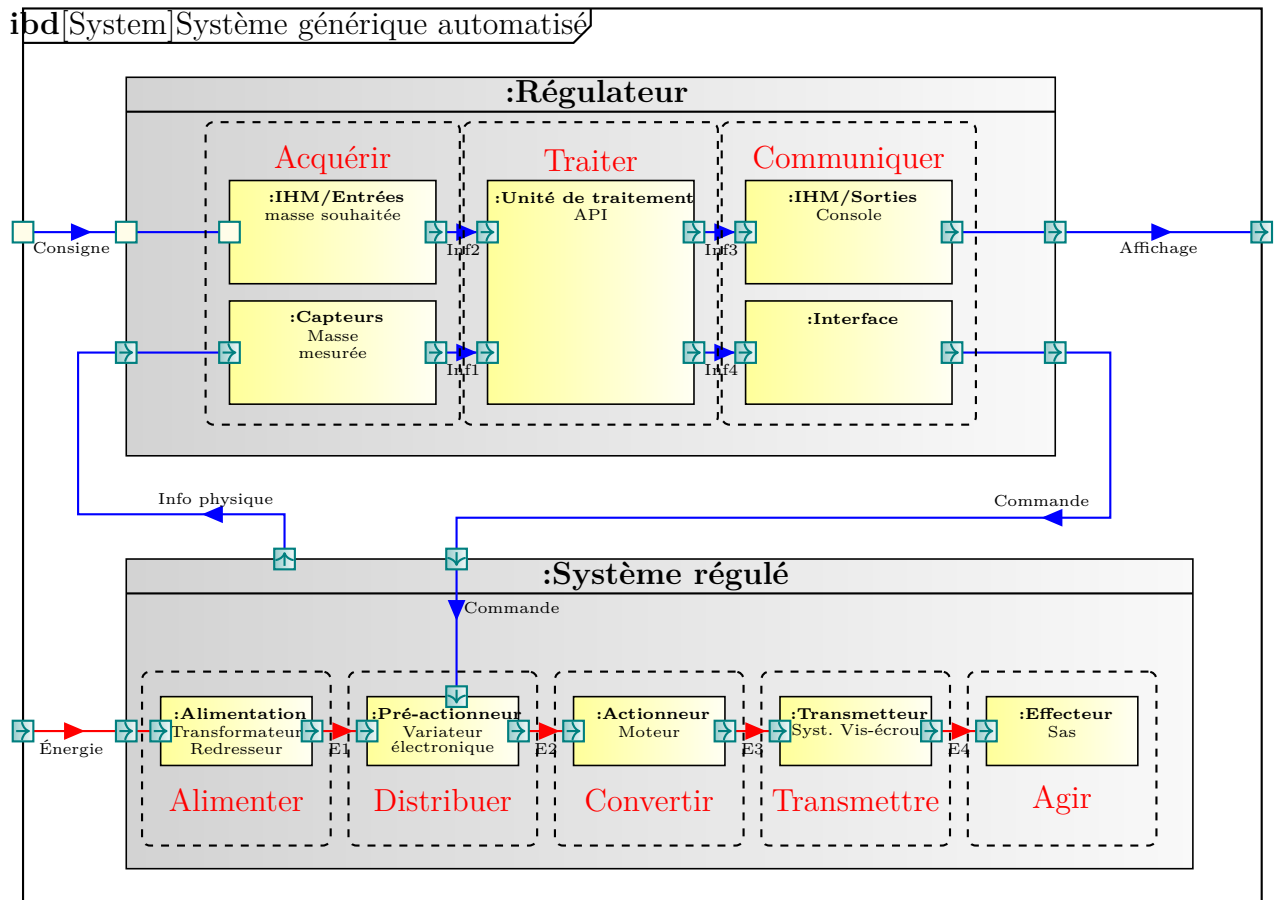 ibd[System]Système générique automatisé
:Régulateur
Acquérir
Traiter
Communiquer
:IHM/Entrées
masse souhaitée
:Unité de traitement
API
:IHM/Sorties
Console
Consigne
Inf2
Inf3
Affichage
:Capteurs
Masse
mesurée
:Interface
Inf1
Inf4
Info physique
Commande
:Système régulé
Commande
:Alimentation
Transformateur
Redresseur
:Pré-actionneur
Variateur
électronique
:Actionneur
Moteur
:Transmetteur
Syst. Vis-écrou
:Effecteur
Sas
Énergie
E1
E2
E3
E4
Alimenter
Distribuer
Convertir
Transmettre
Agir